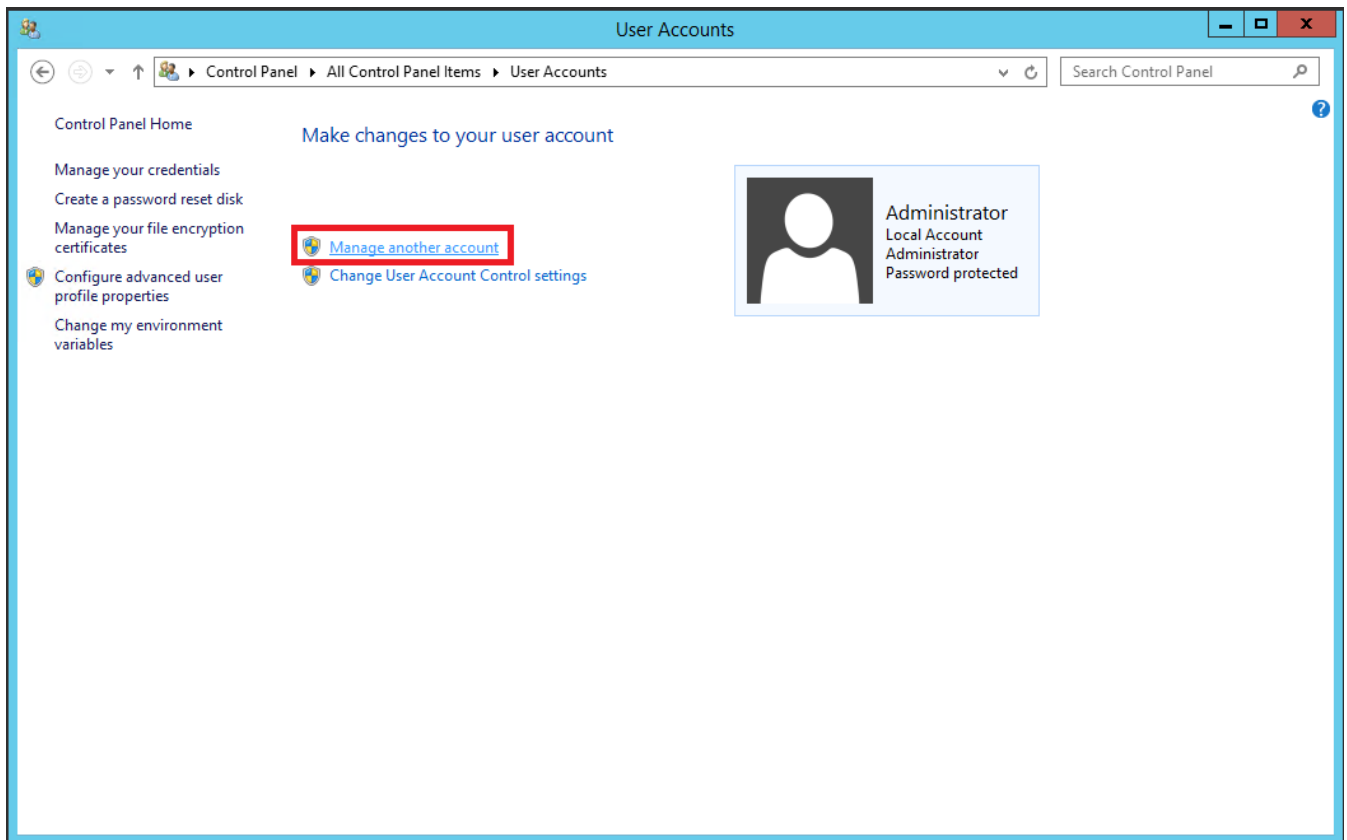 User Accounts
Control Panel All Control Panel Items User Accounts
Search Control Panel
Control Panel Home
Manage your credentials
Create a password reset disk
Manage your file encryption
certificates
Configure advanced user
profile properties
Change my environment
variables
Make changes to your user account
Manage another account
Change User Account Control settings
Administrator
Local Account
Administrator
Password protected